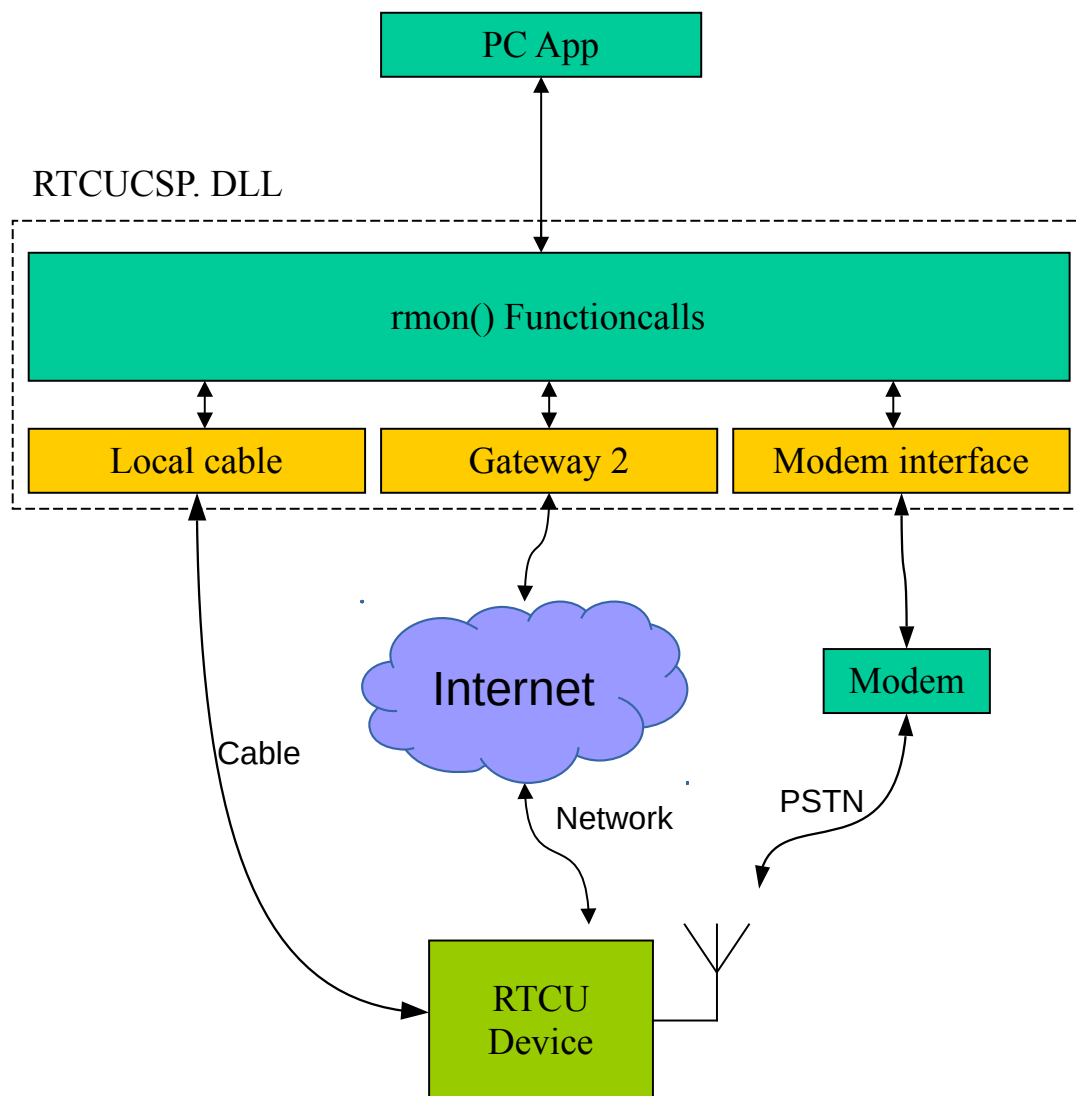 PC App
RTCUCSP. DLL
rmon() Functioncalls
Local cable
Gateway 2
Modem interface
Internet
Modem
Cable
PSTN
Network
RTCU
Device